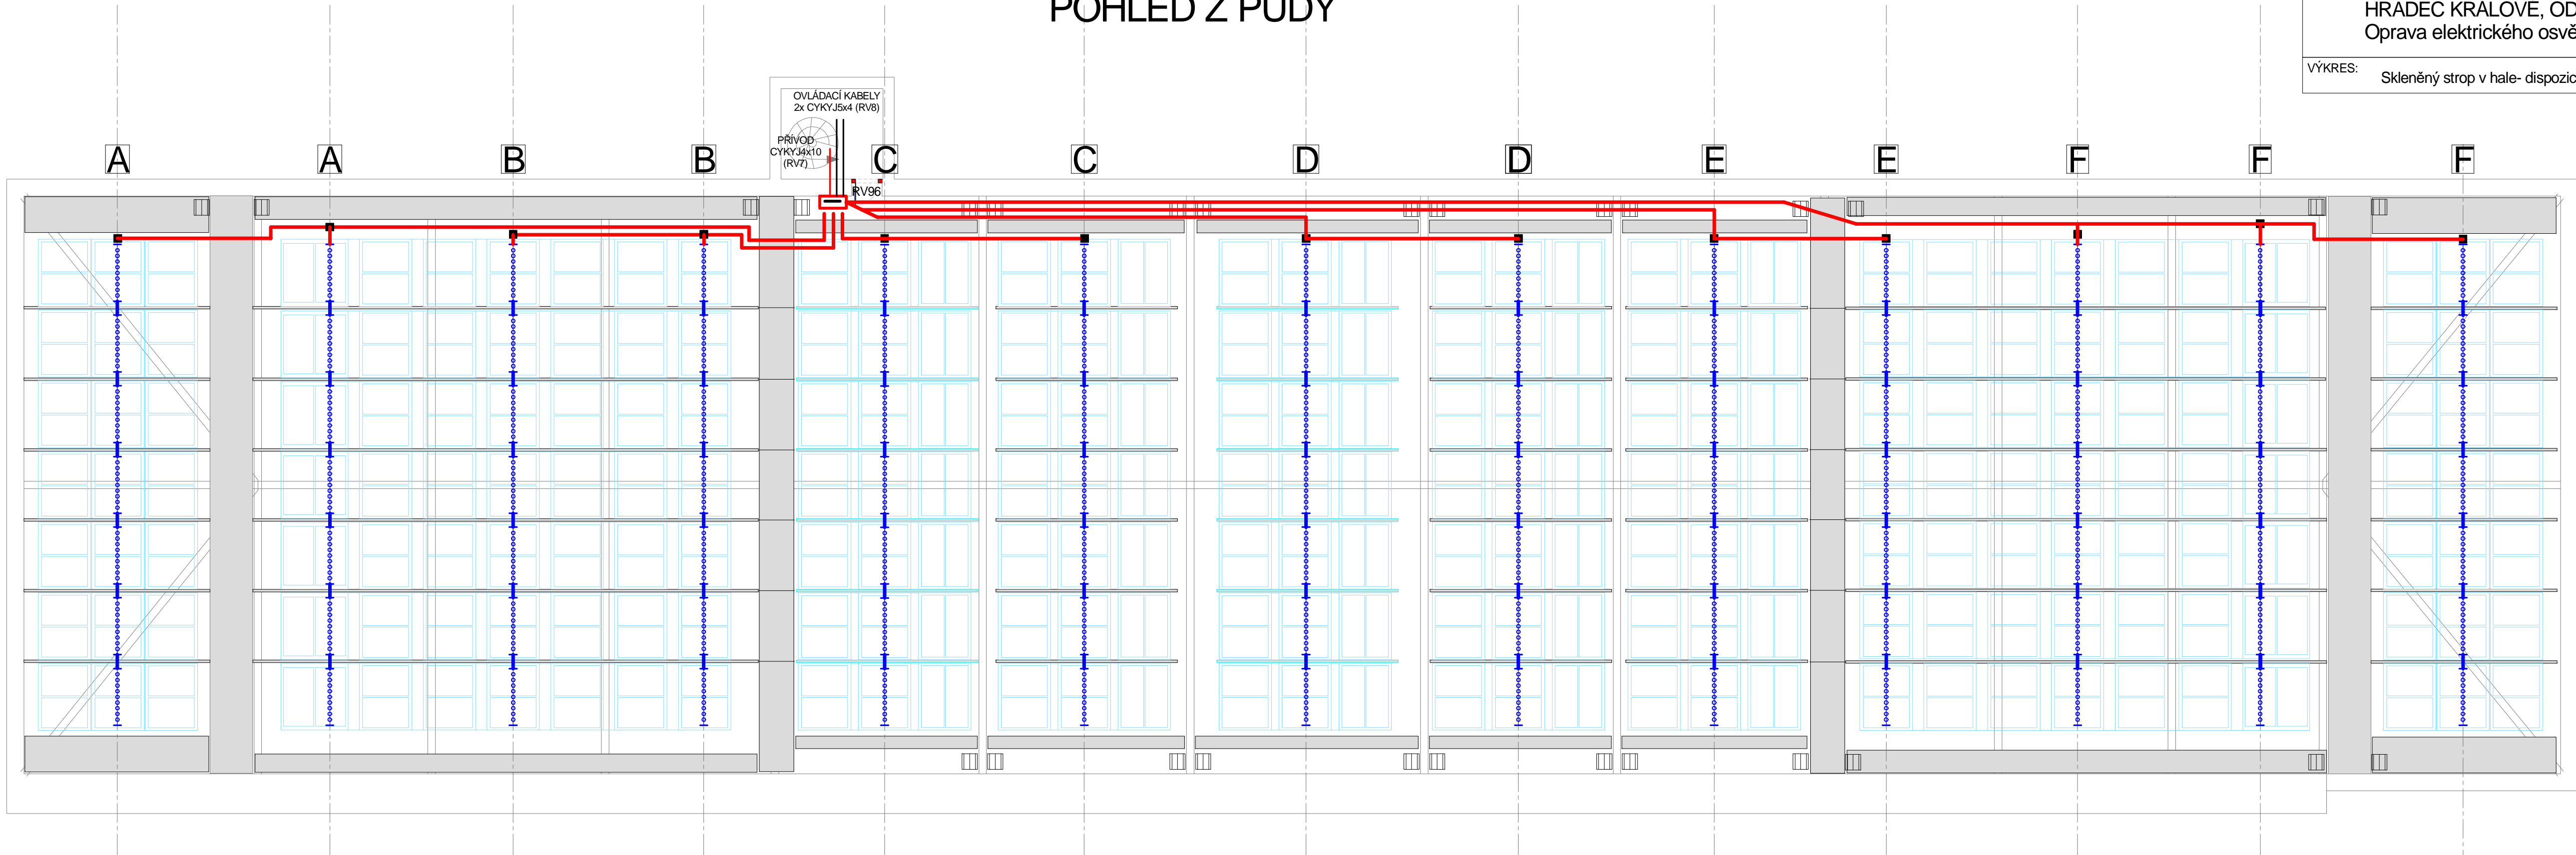 POHLED Z PŮDY
HRADEC KRÁLOVÉ, OD
Oprava elektrického osvě
VÝKRES:
Skleněný strop v hale- dispozic
OVLÁDACÍ KABELY
2x CYKYJ5x4 (RV8)
PŘÍVOD
CYKYJ4x10
(RV7)
A A B B C C D D E E F F F
RV96